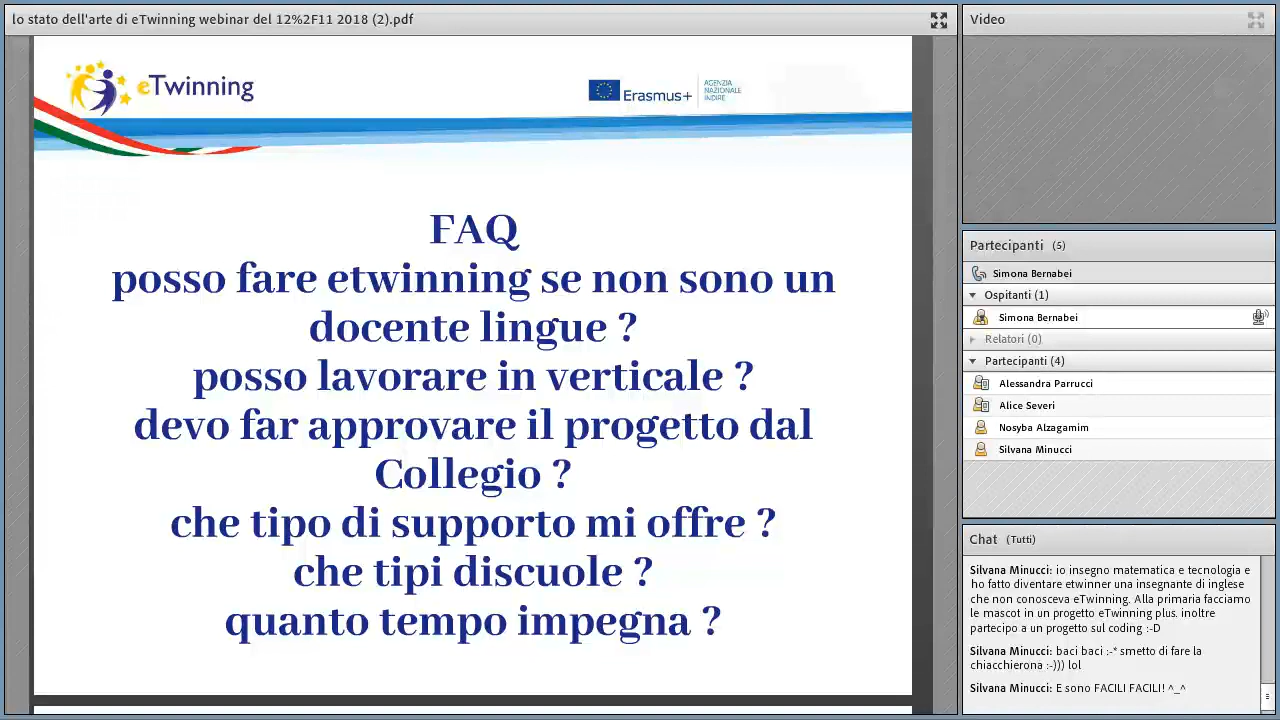 lo stato dell'arte di eTwinning webinar del 12%2F11 2018 (2).pdf
eTwinning
Erasmus+
AGENZIA
NAZIONALE
INDIRE
FAQ
posso fare etwinning se non sono un
docente lingue ?
posso lavorare in verticale ?
devo far approvare il progetto dal
Collegio ?
che tipo di supporto mi offre ?
che tipi discuole ?
quanto tempo impegna ?
Video
Partecipanti (5)
Simona Bernabei
Ospitanti (1)
Simona Bernabei
Relatori (0)
Partecipanti (4)
Alessandra Parrucci
Alice Severi
Nosyba Alzagamim
Silvana Minucci
Chat (Tutti)
Silvana Minucci: io insegno matematica e tecnologia e
ho fatto diventare etwinner una insegnante di inglese
che non conosceva eTwinning. Alla primaria facciamo
le mascot in un progetto eTwinning plus. inoltre
partecipo a un progetto sul coding :-D
Silvana Minucci: baci baci :-* smetto di fare la
chiacchierona :-))) lol
Silvana Minucci: E sono FACILI FACILI! ^_^